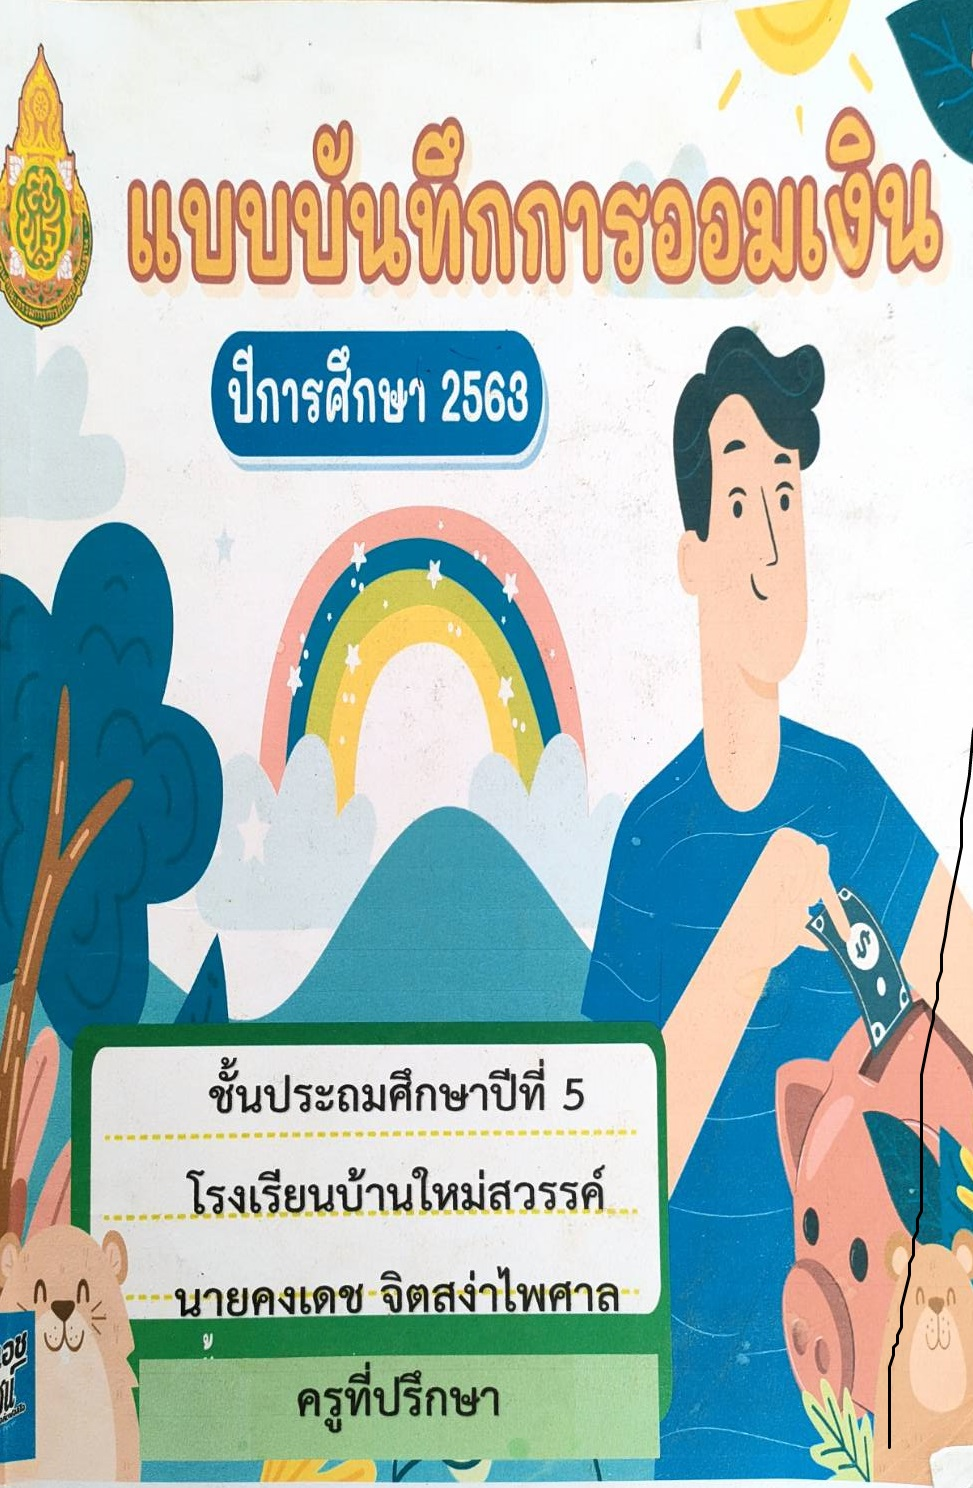 แบบบันทึกการออมเงิน
ปีการศึกษา 2563
ชั้นประถมศึกษาปีที่ 5
โรงเรียนบ้านใหม่สวรรค์
นายคงเดช จิตสง่าไพศาล
ครูที่ปรึกษา